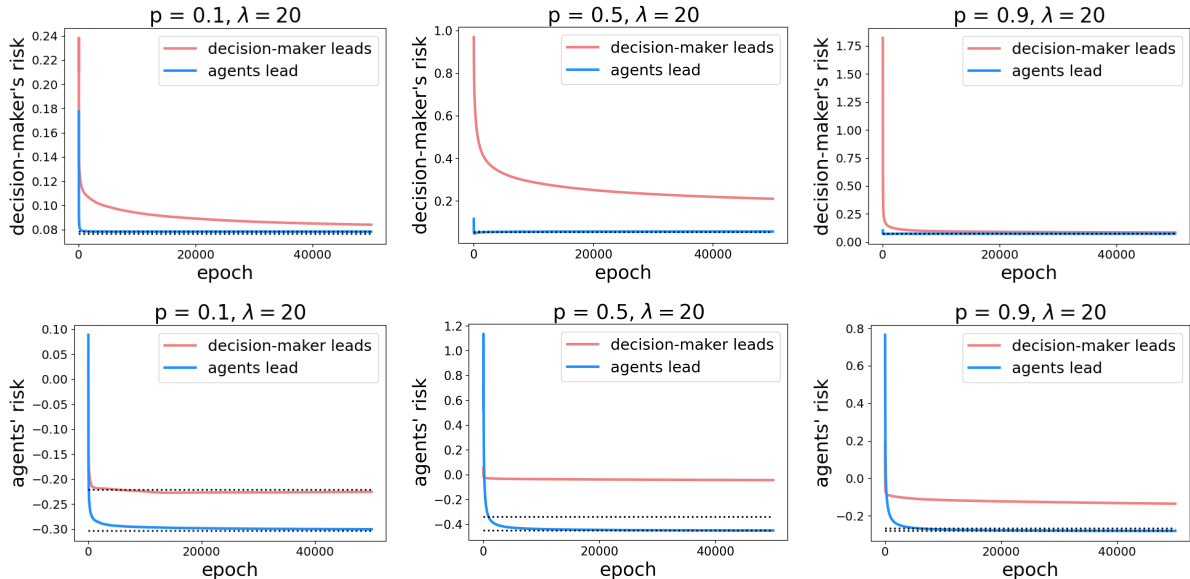 p = 0.1, λ = 20
decision-maker's risk
0.24
0.22
0.20
0.18
0.16
0.14
0.12
0.10
0.08
decision-maker leads
agents lead
0
20000
40000
epoch
p = 0.5, λ = 20
decision-maker's risk
1.0
0.8
0.6
0.4
0.2
decision-maker leads
agents lead
0
20000
40000
epoch
p = 0.9, λ = 20
decision-maker's risk
1.75
1.50
1.25
1.00
0.75
0.50
0.25
0.00
decision-maker leads
agents lead
0
20000
40000
epoch
p = 0.1, λ = 20
agents' risk
0.10
0.05
0.00
−0.05
−0.10
−0.15
−0.20
−0.25
−0.30
decision-maker leads
agents lead
0
20000
40000
epoch
p = 0.5, λ = 20
agents' risk
1.2
1.0
0.8
0.6
0.4
0.2
0.0
−0.2
−0.4
decision-maker leads
agents lead
0
20000
40000
epoch
p = 0.9, λ = 20
agents' risk
0.8
0.6
0.4
0.2
0.0
−0.2
decision-maker leads
agents lead
0
20000
40000
epoch